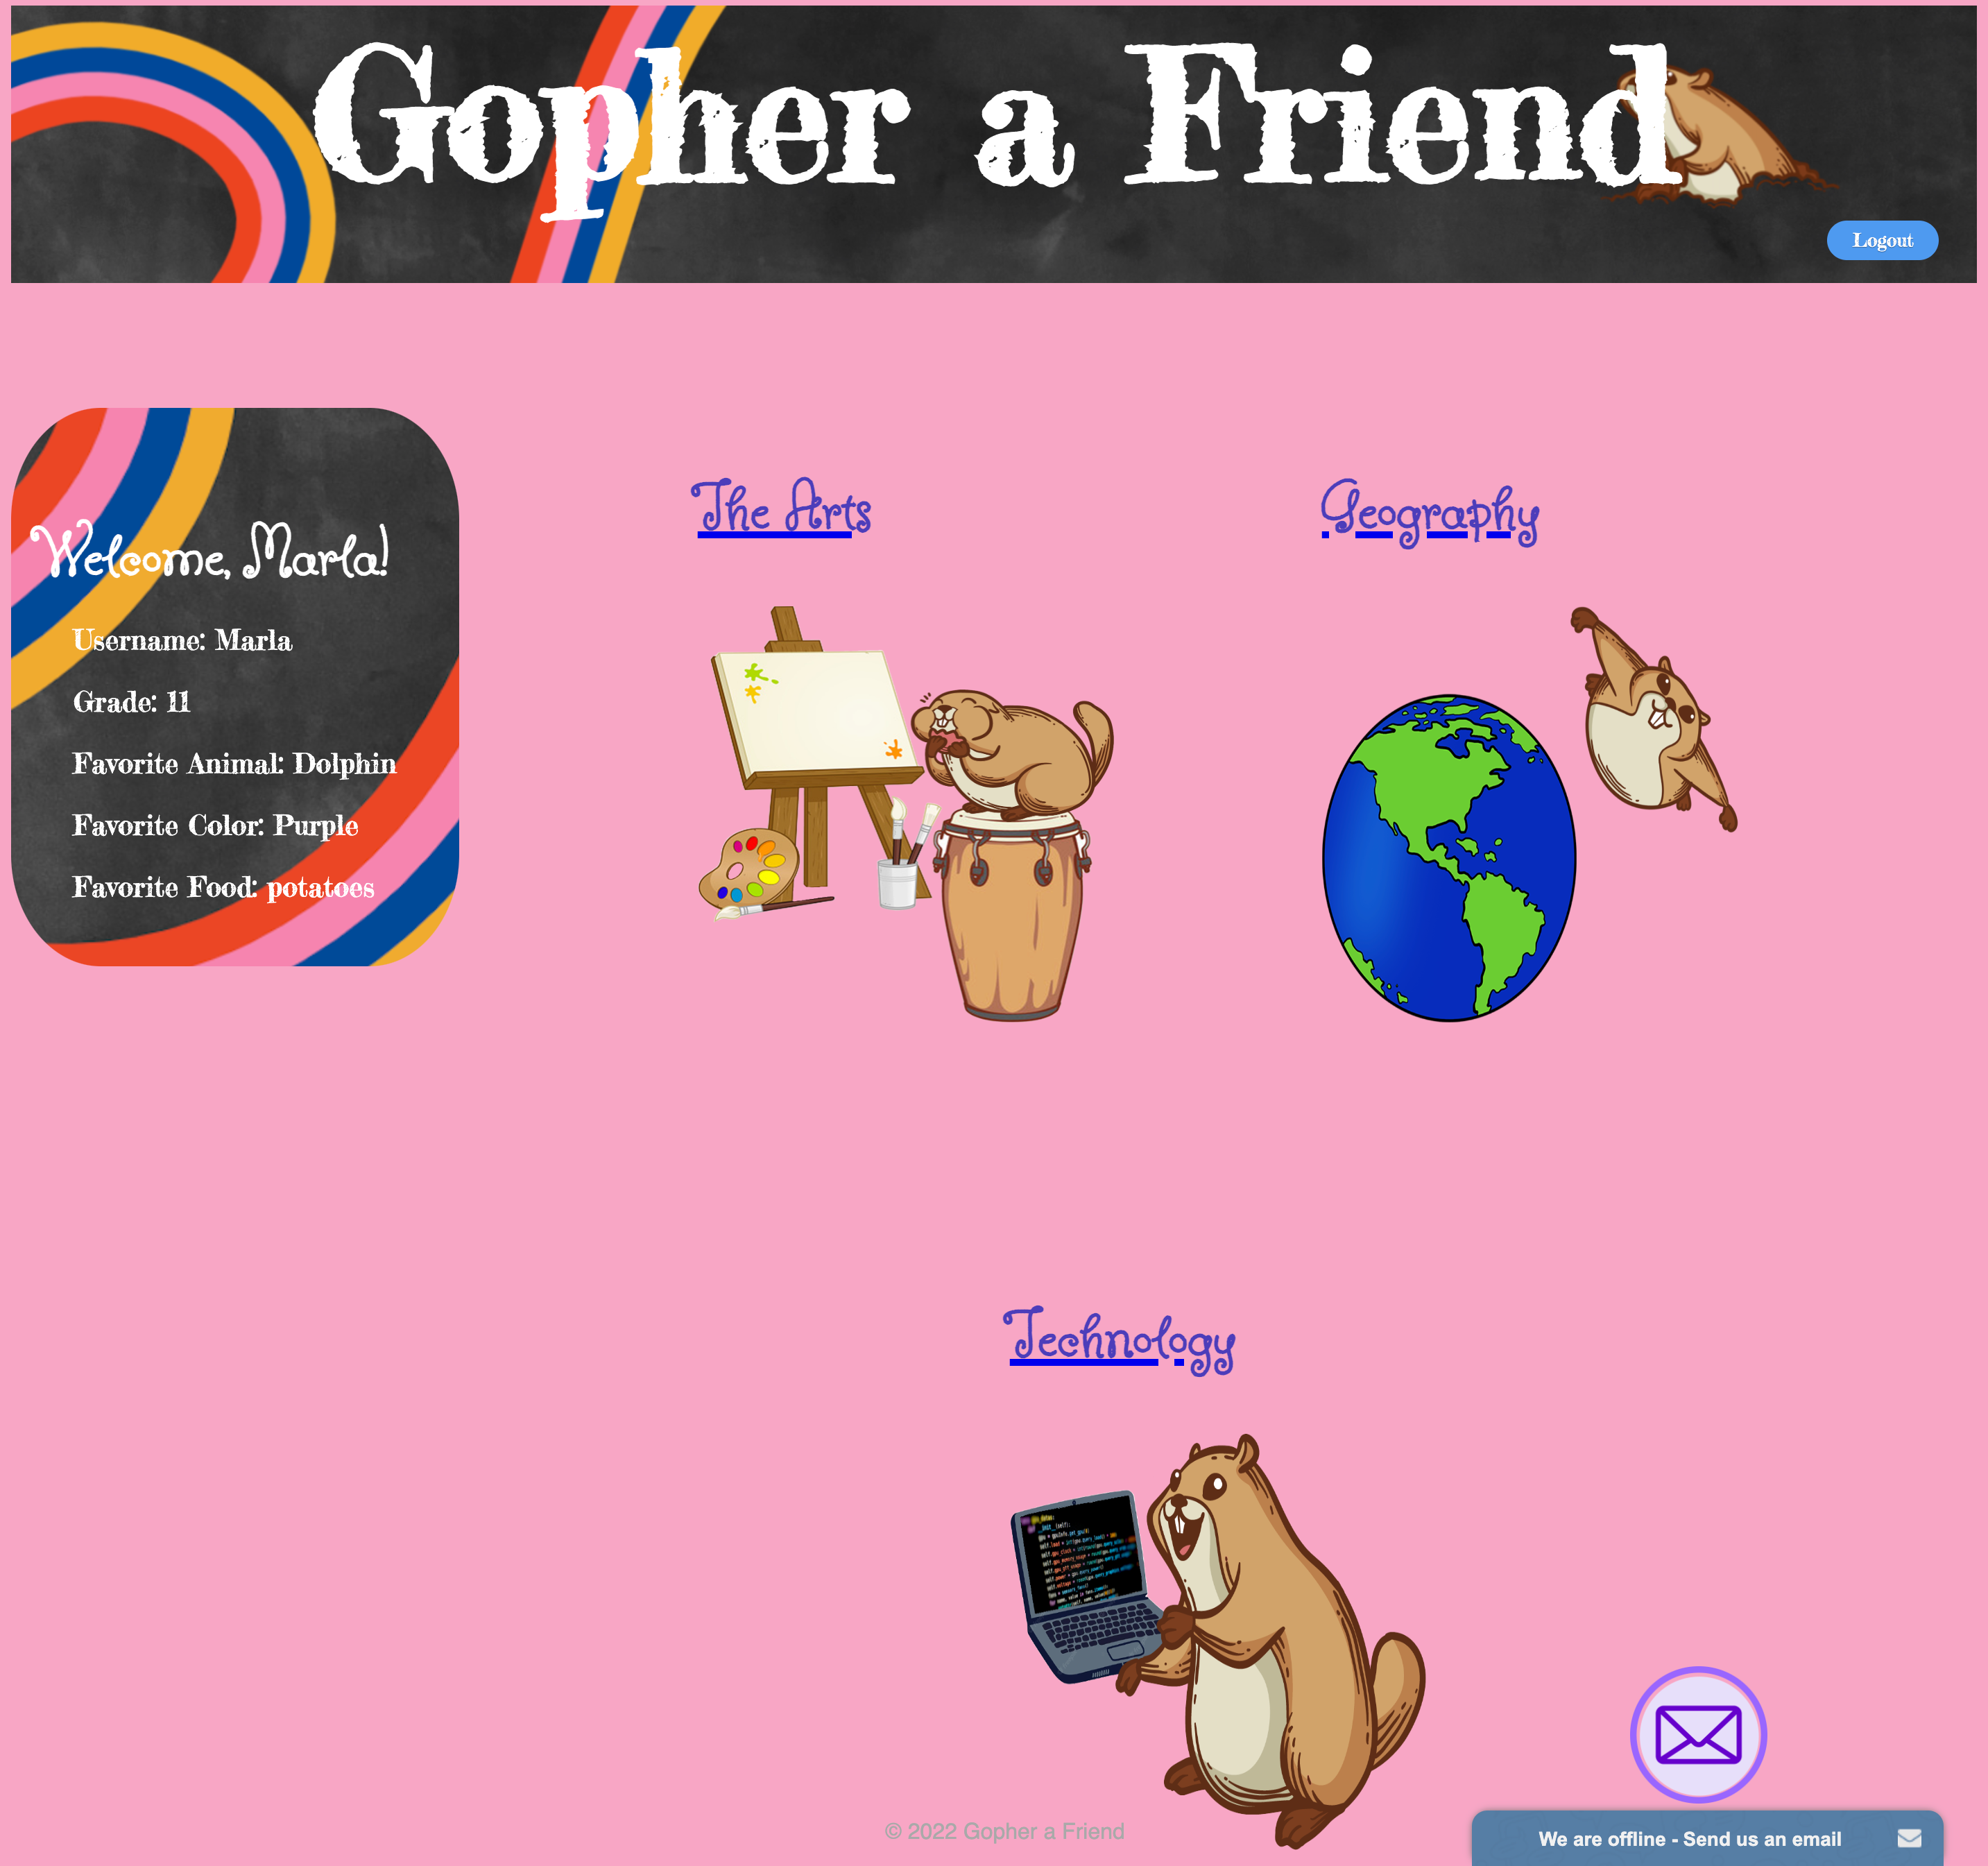 Gopher a Friend
Logout
Welcome, Marla!
Username: Marla
Grade: 11
Favorite Animal: Dolphin
Favorite Color: Purple
Favorite Food: potatoes
The Arts
Geography
Technology
© 2022 Gopher a Friend
We are offline - Send us an email